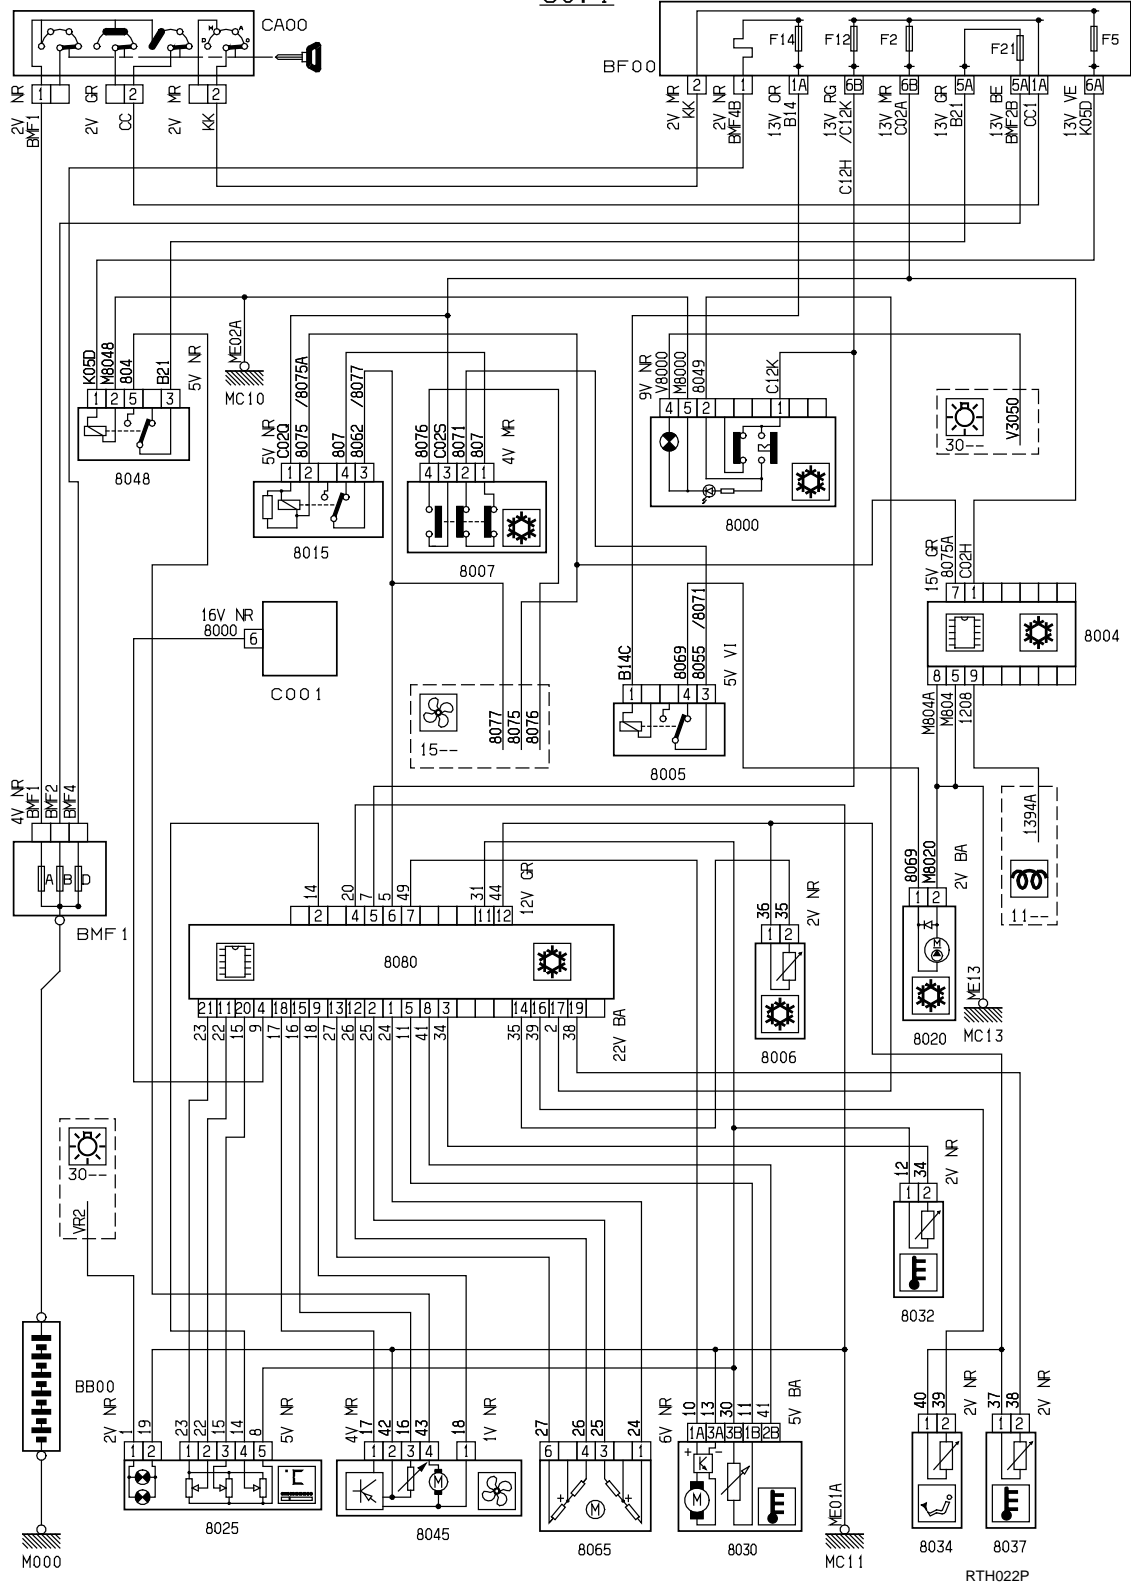 CA00
BF00
F14
F12
F2
F21
F5
1
2
2
2
1
1A
6B
6B
5A
5A
1A
6A
2V NR
BMF1
2V GR
CC
2V MR
KK
2V MR
KK
2V NR
BMF4B
13V OR
B14
13V RG
C12H /C12K
13V MR
C02A
13V GR
B21
13V BE
BMF2B
CC1
13V VE
K05D
K05D
M8048
804
B21
5V NR
1 2 5 3
8048
ME02A
MC10
5V NR
C02Q
8075 /8075A
807
8062 /8077
1 2 4 3
8015
8076
C02S
8071
807
4V MR
4 3 2 1
8007
9V NR
V8000
M8000
8049
C12K
4 5 2 1
8000
30--
V3050
16V NR
8000
6
C001
15--
8077
8075
8076
B14C
8069
8055 /8071
5V VI
1 4 3
8005
15V GR
8075A
C02H
7 1
8004
8 5 9
M804A
M804
1208
1394A
11--
4V NR
BMF1
BMF2
BMF4
A B D
BMF1
14
20
7
5
49
31
44
12V GR
2 4 5 6 7 11 12
8080
21 11 20 4 18 15 9 13 12 2 1 5 8 3 14 16 17 19
23
22
15
9
17
16
18
27
26
25
24
11
41
34
35
39
2
38
22V BA
36
35
2V NR
1 2
8006
8069
M8020
2V BA
1 2
M
8020
ME13
MC13
30--
VR2
12
34
2V NR
1 2
8032
BB00
M000
2V NR
1
19
23
22
15
14
8
5V NR
1 2 1 2 3 4 5
8025
4V MR
17
42
16
43
18
1V NR
1 2 3 4 1
M
8045
27
26
25
24
6V NR
6 4 3 1
M
8065
10
13
30
11
41
5V BA
1A 3A 3B 1B 2B
M
8030
ME01A
MC11
40
39
2V NR
1 2
8034
37
38
2V NR
1 2
8037
RTH022P